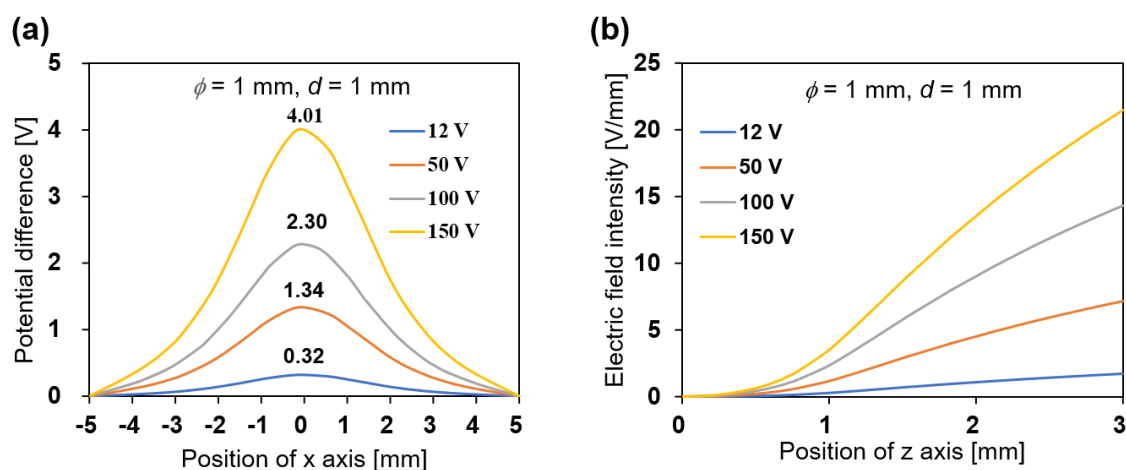 (a)
Potential difference [V]
5
4
3
2
1
0
ϕ = 1 mm, d = 1 mm
4.01
2.30
1.34
0.32
12 V
50 V
100 V
150 V
-5 -4 -3 -2 -1 0 1 2 3 4 5
Position of x axis [mm]
(b)
Electric field intensity [V/mm]
25
20
15
10
5
0
ϕ = 1 mm, d = 1 mm
12 V
50 V
100 V
150 V
0 1 2 3
Position of z axis [mm]